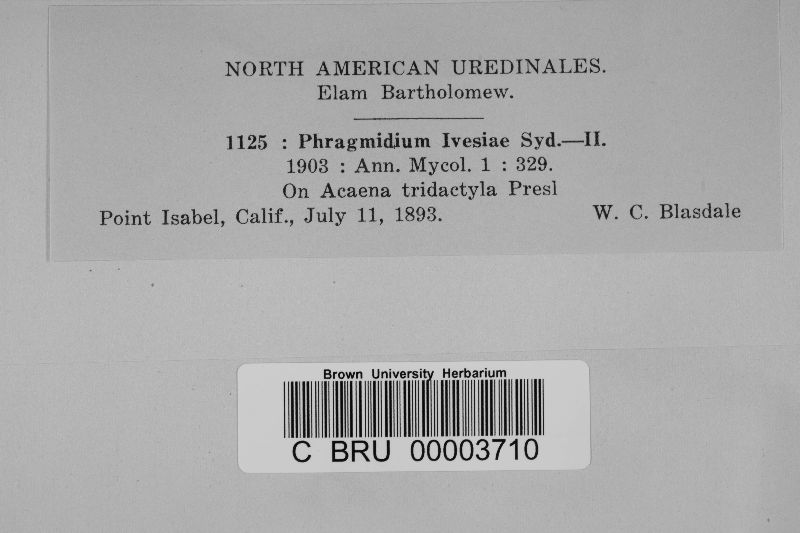 NORTH AMERICAN UREDINALES.
Elam Bartholomew.
1125 : Phragmidium Ivesiae Syd.—II.
1903 : Ann. Mycol. 1 : 329.
On Acaena tridactyla Presl
Point Isabel, Calif., July 11, 1893. W. C. Blasdale
Brown University Herbarium
C BRU 00003710